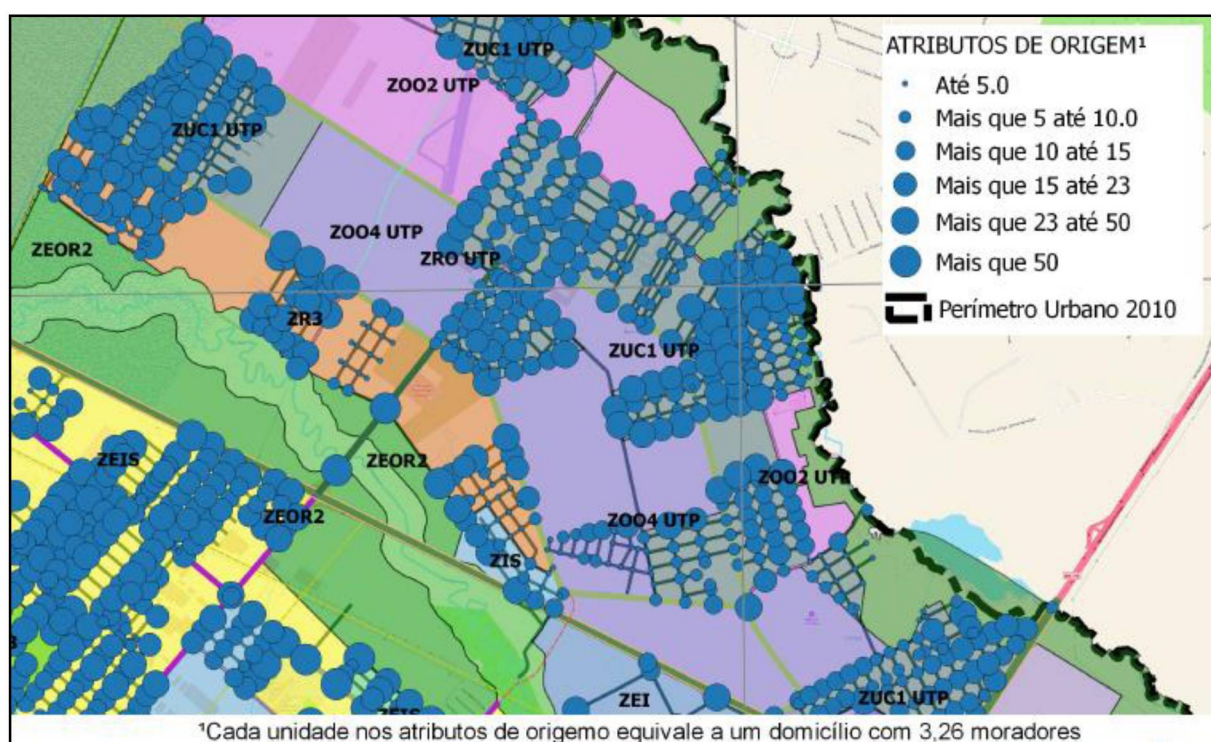 ZUC1 UTP
ZOO2 UTP
ZUC1 UTP
ZEOR2
ZOO4 UTP
ZRO UTP
ZR3
ZUC1 UTP
ZEIS
ZEOR2
ZOO2 UTP
ZEOR2
ZOO4 UTP
ZIS
ZEI
ZUC1 UTP
ZEIS
ATRIBUTOS DE ORIGEM¹
Até 5.0
Mais que 5 até 10.0
Mais que 10 até 15
Mais que 15 até 23
Mais que 23 até 50
Mais que 50
Perímetro Urbano 2010
¹Cada unidade nos atributos de origemo equivale a um domicílio com 3,26 moradores